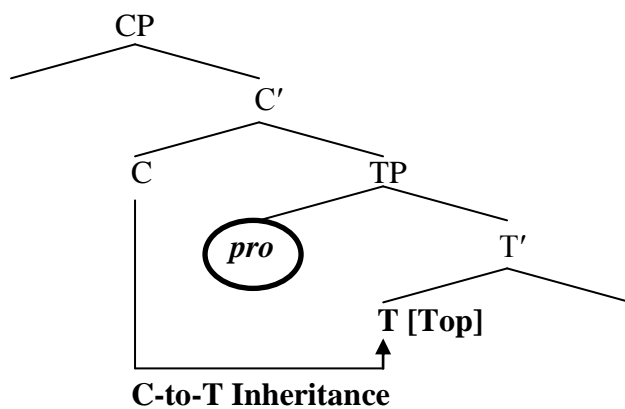 CP
C′
C
TP
pro
T′
T [Top]
C-to-T Inheritance